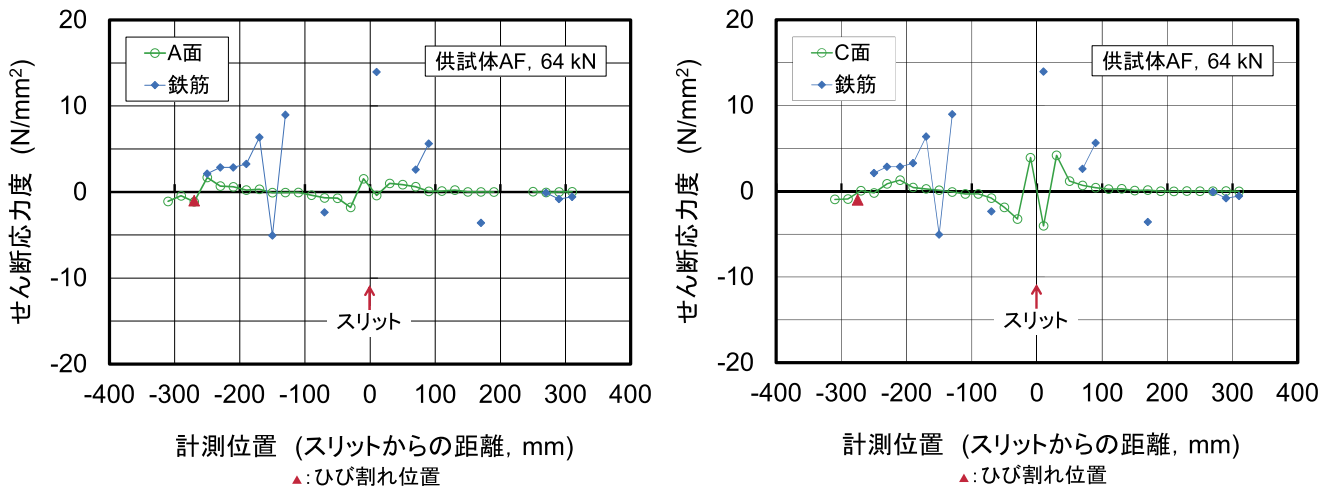 20
10
0
-10
-20
せん断応力度 (N/mm²)
A面
鉄筋
供試体AF, 64 kN
スリット
-400 -300 -200 -100 0 100 200 300 400
計測位置 (スリットからの距離, mm)
▲:ひび割れ位置
20
10
0
-10
-20
せん断応力度 (N/mm²)
C面
鉄筋
供試体AF, 64 kN
スリット
-400 -300 -200 -100 0 100 200 300 400
計測位置 (スリットからの距離, mm)
▲:ひび割れ位置